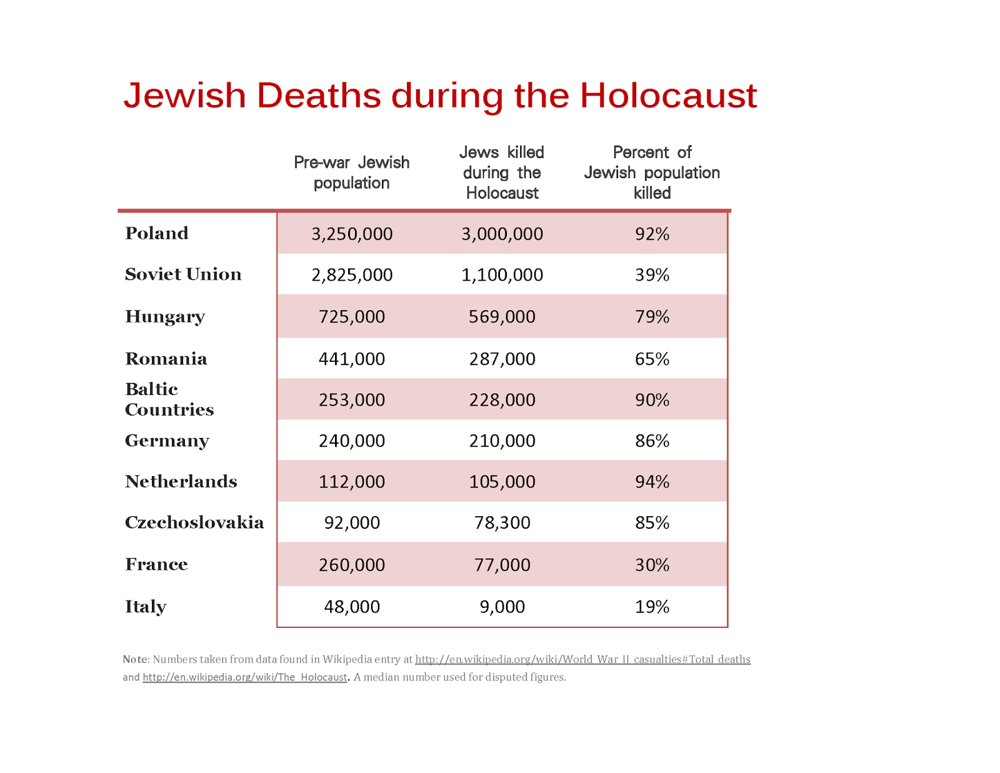 Jewish Deaths during the Holocaust
Pre-war Jewish population
Jews killed during the Holocaust
Percent of Jewish population killed
Poland 3,250,000 3,000,000 92%
Soviet Union 2,825,000 1,100,000 39%
Hungary 725,000 569,000 79%
Romania 441,000 287,000 65%
Baltic Countries 253,000 228,000 90%
Germany 240,000 210,000 86%
Netherlands 112,000 105,000 94%
Czechoslovakia 92,000 78,300 85%
France 260,000 77,000 30%
Italy 48,000 9,000 19%
Note: Numbers taken from data found in Wikipedia entry at http://en.wikipedia.org/wiki/World_War_II_casualties#Total_deaths
and http://en.wikipedia.org/wiki/The_Holocaust. A median number used for disputed figures.